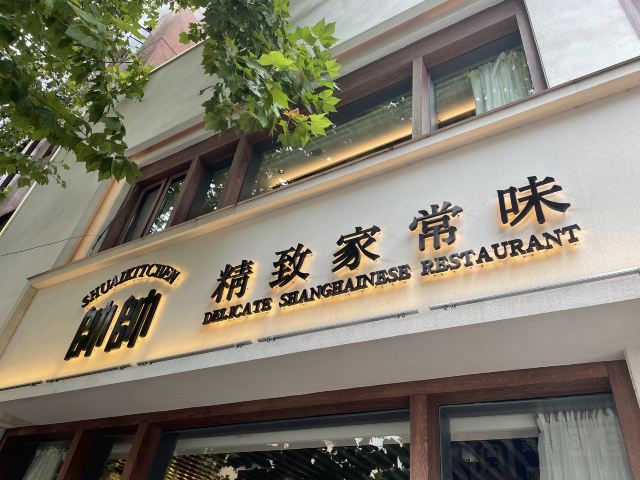 SHUAIKITCHEN
帥帥
精致家常味
DELICATE SHANGHAINESE RESTAURANT